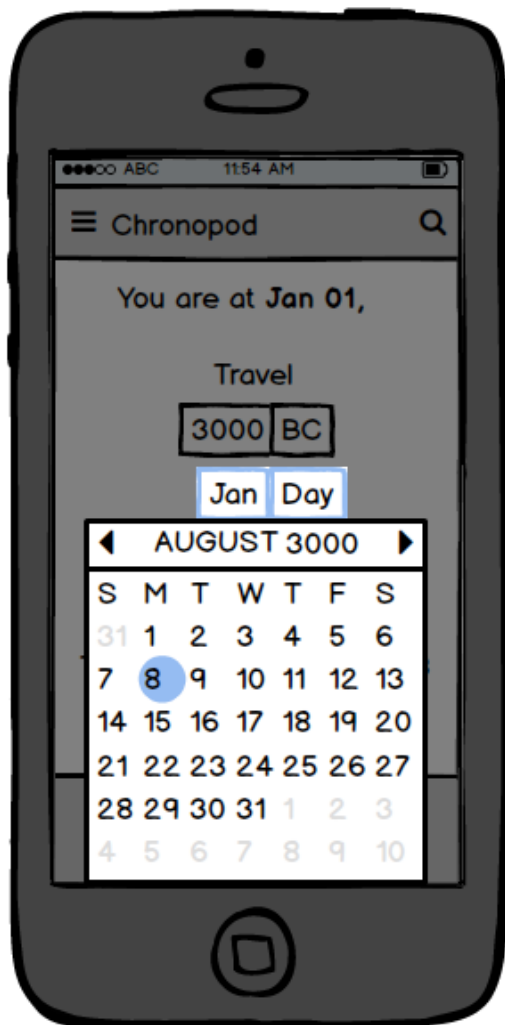 ABC 11:54 AM
Chronopod
You are at Jan 01,
Travel
3000 BC
Jan Day
AUGUST 3000
S M T W T F S
31 1 2 3 4 5 6
7 8 9 10 11 12 13
14 15 16 17 18 19 20
21 22 23 24 25 26 27
28 29 30 31 1 2 3
4 5 6 7 8 9 10